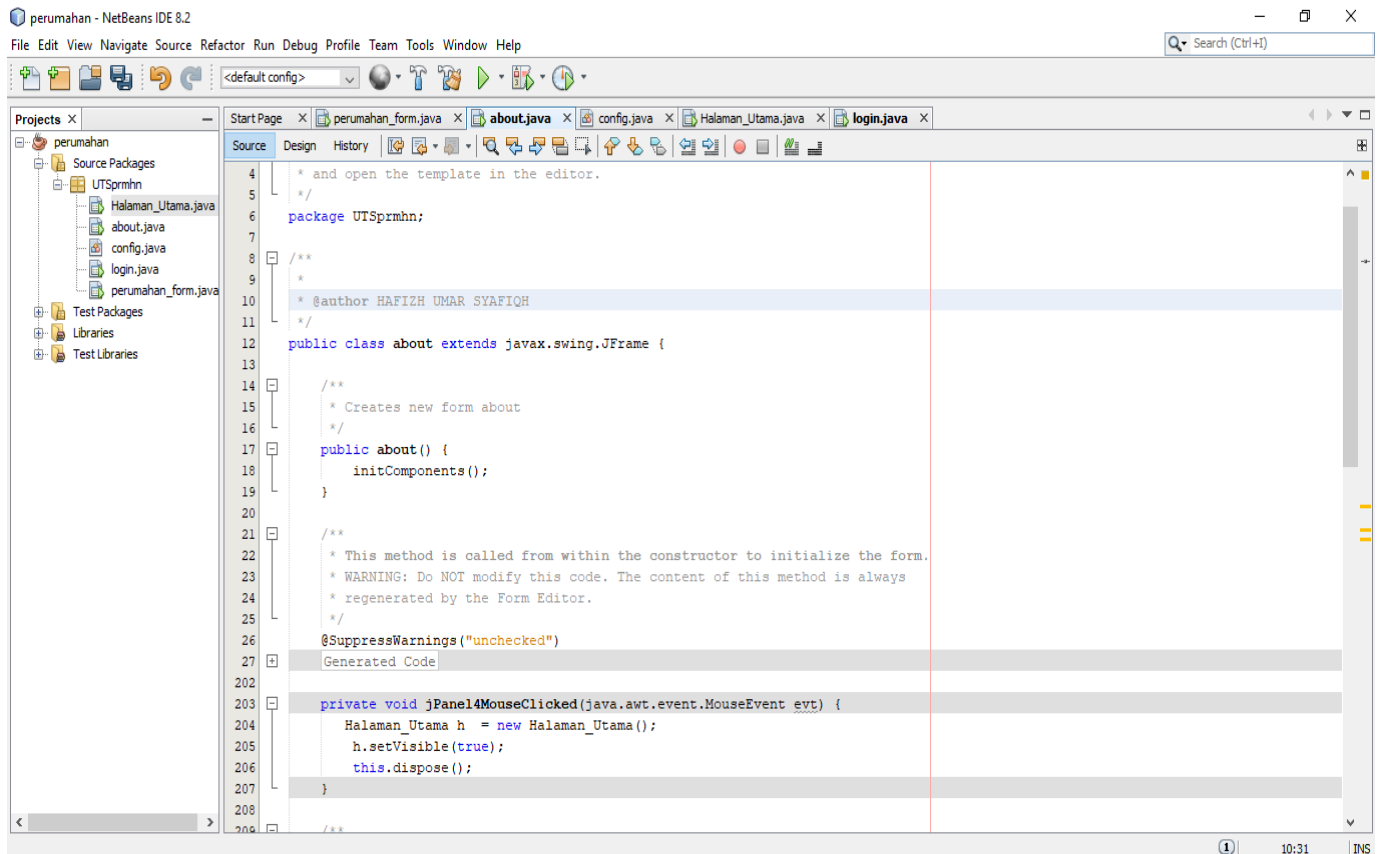 perumahan - NetBeans IDE 8.2
File Edit View Navigate Source Refactor Run Debug Profile Team Tools Window Help
Search (Ctrl+I)
<default config>
Projects
Start Page perumahan_form.java about.java config.java Halaman_Utama.java login.java
Source Design History
perumahan
Source Packages
UTSprmhn
Halaman_Utama.java
about.java
config.java
login.java
perumahan_form.java
Test Packages
Libraries
Test Libraries
4 * and open the template in the editor.
5 */
6 package UTSprmhn;
7
8 /**
9 *
10 * @author HAFIZH UMAR SYAFIQH
11 */
12 public class about extends javax.swing.JFrame {
13
14 /**
15 * Creates new form about
16 */
17 public about() {
18 initComponents();
19 }
20
21 /**
22 * This method is called from within the constructor to initialize the form.
23 * WARNING: Do NOT modify this code. The content of this method is always
24 * regenerated by the Form Editor.
25 */
26 @SuppressWarnings("unchecked")
27 Generated Code
202
203 private void jPanel4MouseClicked(java.awt.event.MouseEvent evt) {
204 Halaman_Utama h  = new Halaman_Utama();
205 h.setVisible(true);
206 this.dispose();
207 }
208
209 /**
1 10:31 INS